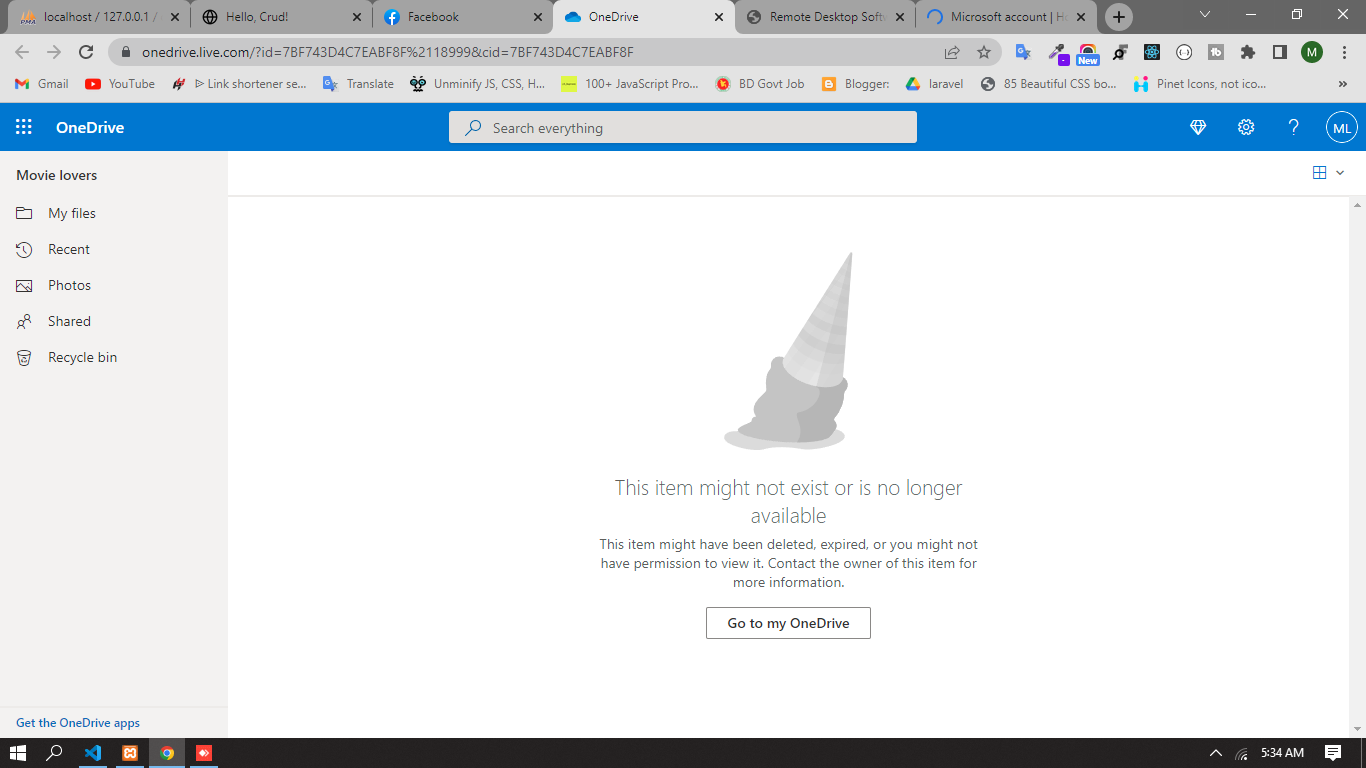 localhost / 127.0.0.1 /
Hello, Crud!
Facebook
OneDrive
Remote Desktop Soft
Microsoft account | Ho
onedrive.live.com/?id=7BF743D4C7EABF8F%2118999&cid=7BF743D4C7EABF8F
New
M
Gmail
YouTube
ᐅ Link shortener se...
Translate
Unminify JS, CSS, H...
100+ JavaScript Pro...
BD Govt Job
Blogger:
laravel
85 Beautiful CSS bo...
Pinet Icons, not ico...
»
OneDrive
Search everything
ML
Movie lovers
My files
Recent
Photos
Shared
Recycle bin
This item might not exist or is no longer
available
This item might have been deleted, expired, or you might not
have permission to view it. Contact the owner of this item for
more information.
Go to my OneDrive
Get the OneDrive apps
5:34 AM